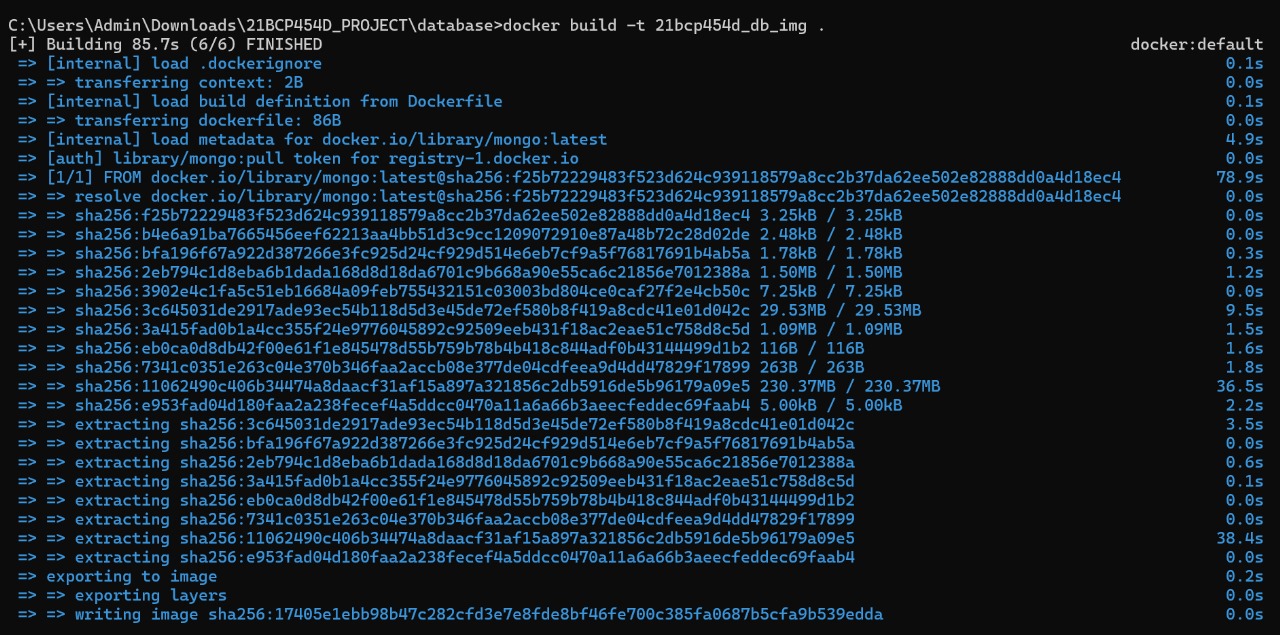 C:\Users\Admin\Downloads\21BCP454D_PROJECT\database>docker build -t 21bcp454d_db_img .
[+] Building 85.7s (6/6) FINISHED docker:default
=> [internal] load .dockerignore 0.1s
=> => transferring context: 2B 0.0s
=> [internal] load build definition from Dockerfile 0.1s
=> => transferring dockerfile: 86B 0.0s
=> [internal] load metadata for docker.io/library/mongo:latest 4.9s
=> [auth] library/mongo:pull token for registry-1.docker.io 0.0s
=> [1/1] FROM docker.io/library/mongo:latest@sha256:f25b72229483f523d624c939118579a8cc2b37da62ee502e82888dd0a4d18ec4 78.9s
=> => resolve docker.io/library/mongo:latest@sha256:f25b72229483f523d624c939118579a8cc2b37da62ee502e82888dd0a4d18ec4 0.0s
=> => sha256:f25b72229483f523d624c939118579a8cc2b37da62ee502e82888dd0a4d18ec4 3.25kB / 3.25kB 0.0s
=> => sha256:b4e6a91ba7665456eef62213aa4bb51d3c9cc1209072910e87a48b72c28d02de 2.48kB / 2.48kB 0.0s
=> => sha256:bfa196f67a922d387266e3fc925d24cf929d514e6eb7cf9a5f76817691b4ab5a 1.78kB / 1.78kB 0.3s
=> => sha256:2eb794c1d8eba6b1dada168d8d18da6701c9b668a90e55ca6c21856e7012388a 1.50MB / 1.50MB 1.2s
=> => sha256:3902e4c1fa5c51eb16684a09feb755432151c03003bd804ce0caf27f2e4cb50c 7.25kB / 7.25kB 0.0s
=> => sha256:3c645031de2917ade93ec54b118d5d3e45de72ef580b8f419a8cdc41e01d042c 29.53MB / 29.53MB 9.5s
=> => sha256:3a415fad0b1a4cc355f24e9776045892c92509eeb431f18ac2eae51c758d8c5d 1.09MB / 1.09MB 1.5s
=> => sha256:eb0ca0d8db42f00e61f1e845478d55b759b78b4b418c844adf0b43144499d1b2 116B / 116B 1.6s
=> => sha256:7341c0351e263c04e370b346faa2accb08e377de04cdfeea9d4dd47829f17899 263B / 263B 1.8s
=> => sha256:11062490c406b34474a8daacf31af15a897a321856c2db5916de5b96179a09e5 230.37MB / 230.37MB 36.5s
=> => sha256:e953fad04d180faa2a238fecef4a5ddcc0470a11a6a66b3aeecfeddec69faab4 5.00kB / 5.00kB 2.2s
=> => extracting sha256:3c645031de2917ade93ec54b118d5d3e45de72ef580b8f419a8cdc41e01d042c 3.5s
=> => extracting sha256:bfa196f67a922d387266e3fc925d24cf929d514e6eb7cf9a5f76817691b4ab5a 0.0s
=> => extracting sha256:2eb794c1d8eba6b1dada168d8d18da6701c9b668a90e55ca6c21856e7012388a 0.6s
=> => extracting sha256:3a415fad0b1a4cc355f24e9776045892c92509eeb431f18ac2eae51c758d8c5d 0.1s
=> => extracting sha256:eb0ca0d8db42f00e61f1e845478d55b759b78b4b418c844adf0b43144499d1b2 0.0s
=> => extracting sha256:7341c0351e263c04e370b346faa2accb08e377de04cdfeea9d4dd47829f17899 0.0s
=> => extracting sha256:11062490c406b34474a8daacf31af15a897a321856c2db5916de5b96179a09e5 38.4s
=> => extracting sha256:e953fad04d180faa2a238fecef4a5ddcc0470a11a6a66b3aeecfeddec69faab4 0.0s
=> exporting to image 0.2s
=> => exporting layers 0.0s
=> => writing image sha256:17405e1ebb98b47c282cfd3e7e8fde8bf46fe700c385fa0687b5cfa9b539edda 0.0s